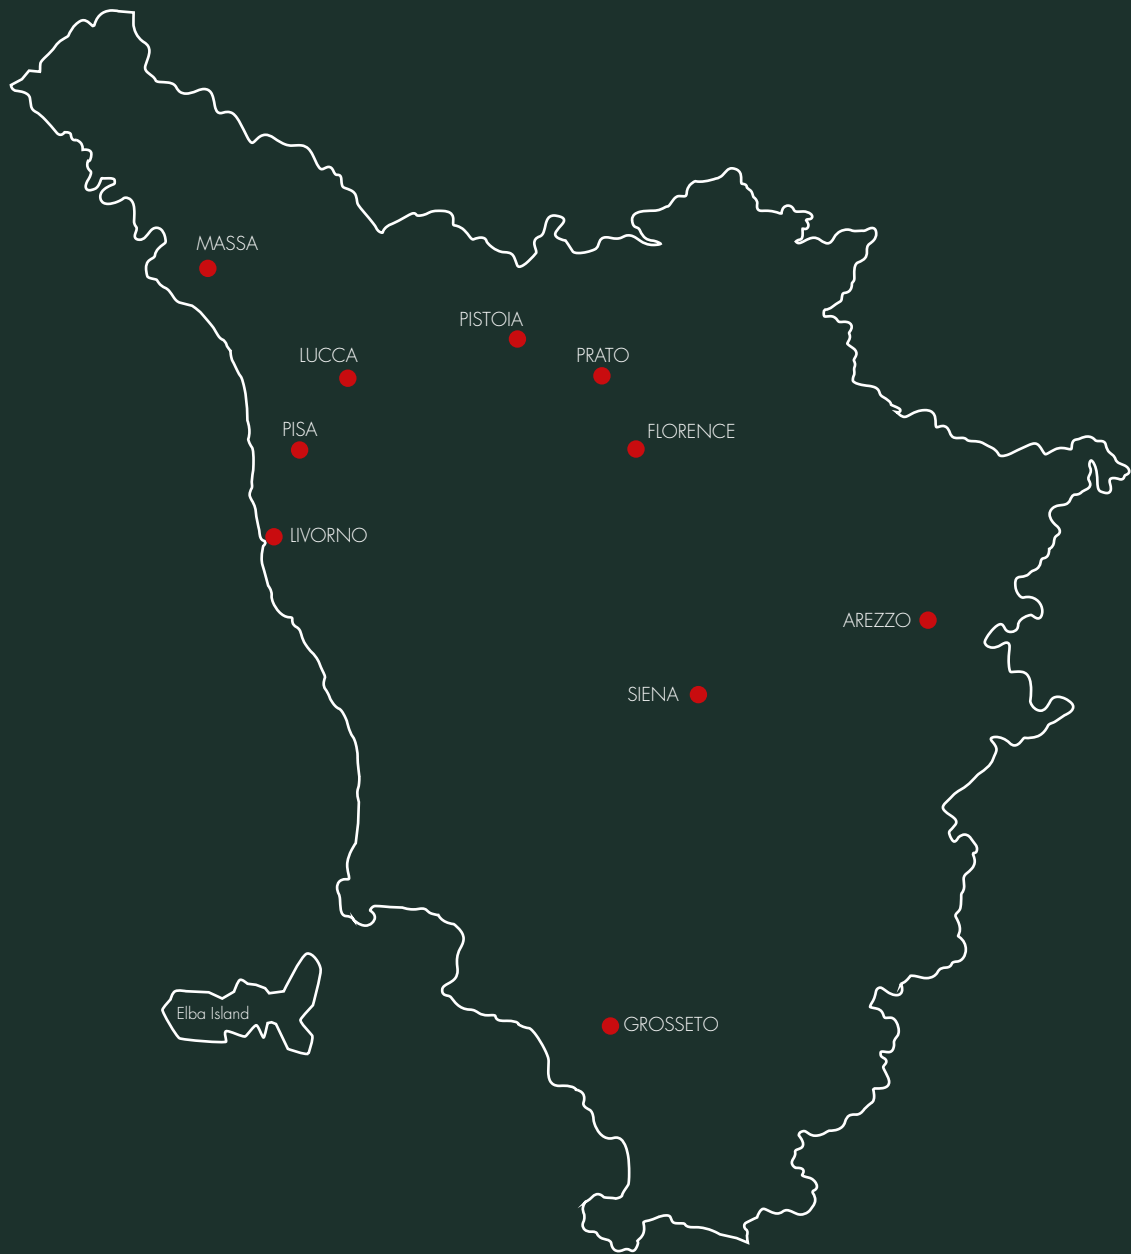 MASSA
PISTOIA
LUCCA
PRATO
PISA
FLORENCE
LIVORNO
AREZZO
SIENA
Elba Island
GROSSETO